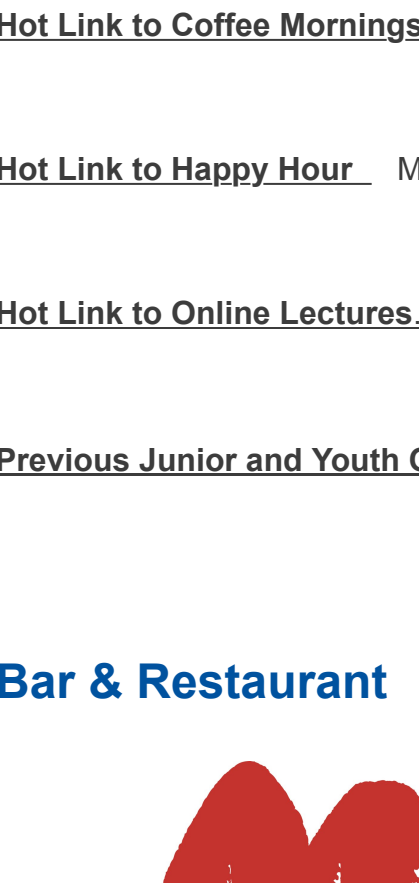 Hot Link to Coffee Mornings
Hot Link to Happy Hour M
Hot Link to Online Lectures.
Previous Junior and Youth
Bar & Restaurant